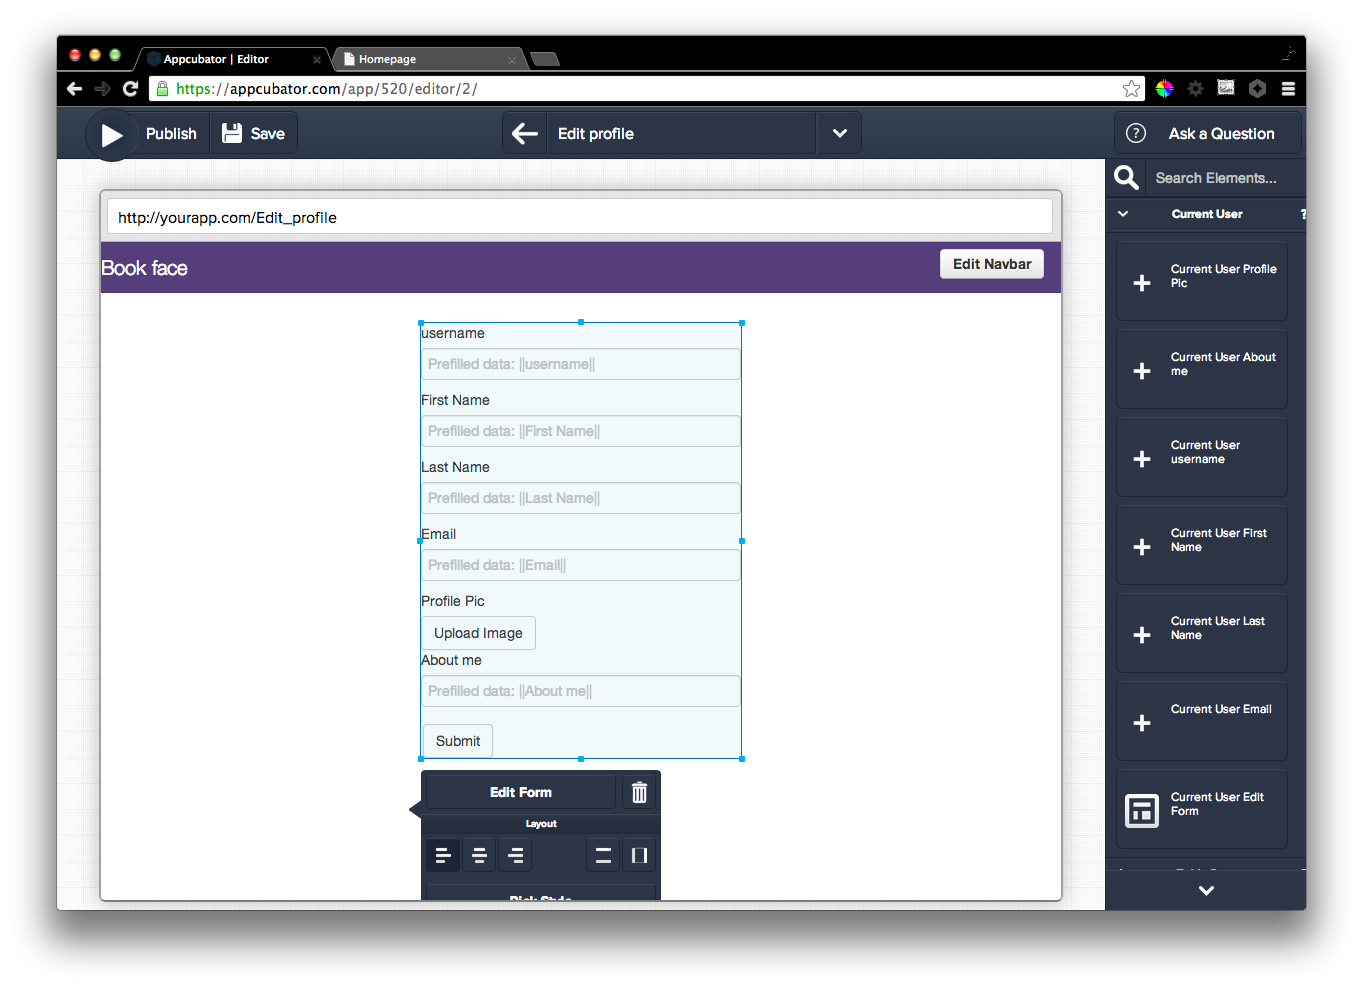 Appcubator | Editor
Homepage
https://appcubator.com/app/520/editor/2/
Publish
Save
Edit profile
? Ask a Question
Search Elements...
http://yourapp.com/Edit_profile
Current User
?
Book face
Edit Navbar
username
Prefilled data: ||username||
First Name
Prefilled data: ||First Name||
Last Name
Prefilled data: ||Last Name||
Email
Prefilled data: ||Email||
Profile Pic
Upload Image
About me
Prefilled data: ||About me||
Submit
Edit Form
Layout
Pick Style
Current User Profile
Pic
Current User About
me
Current User
username
Current User First
Name
Current User Last
Name
Current User Email
Current User Edit
Form